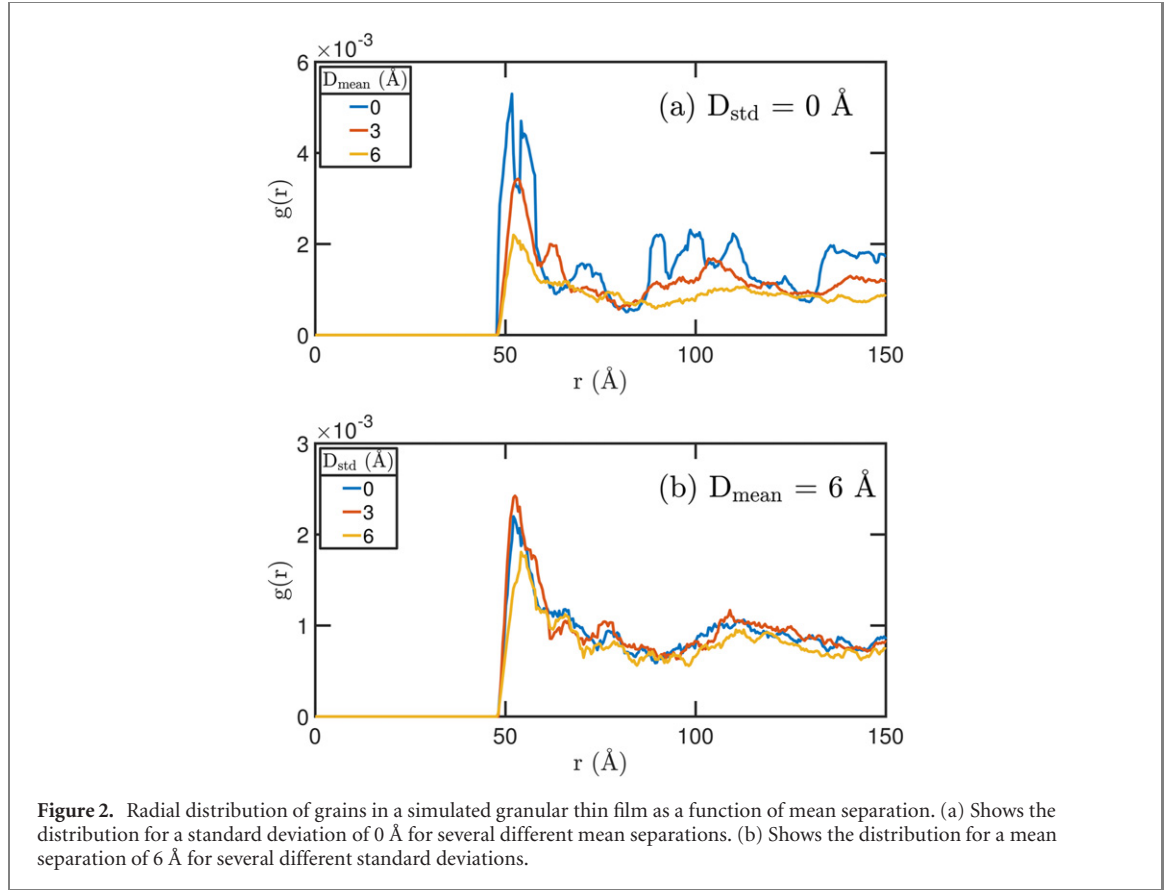 ×10⁻³
6
4
2
0
g(r)
D_mean (Å)
0
3
6
(a) D_std = 0 Å
0 50 100 150
r (Å)
×10⁻³
3
2
1
0
g(r)
D_std (Å)
0
3
6
(b) D_mean = 6 Å
0 50 100 150
r (Å)
Figure 2. Radial distribution of grains in a simulated granular thin film as a function of mean separation. (a) Shows the
distribution for a standard deviation of 0 Å for several different mean separations. (b) Shows the distribution for a mean
separation of 6 Å for several different standard deviations.